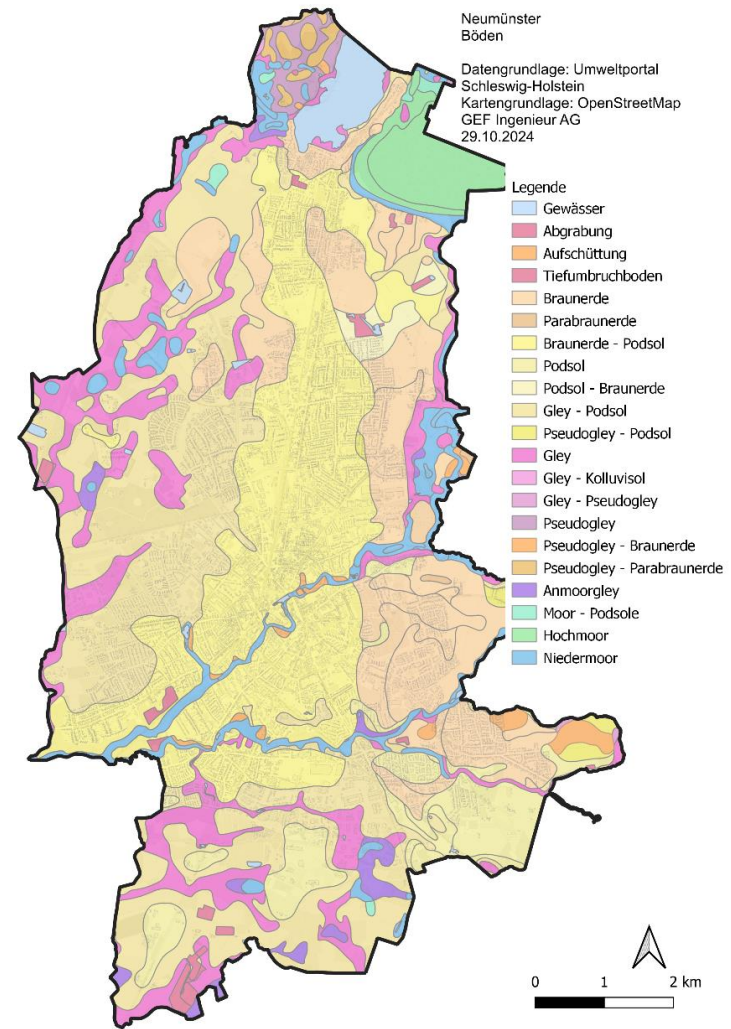 Neumünster
Böden
Datengrundlage: Umweltportal
Schleswig-Holstein
Kartengrundlage: OpenStreetMap
GEF Ingenieur AG
29.10.2024
Legende
Gewässer
Abgrabung
Aufschüttung
Tiefumbruchboden
Braunerde
Parabraunerde
Braunerde - Podsol
Podsol
Podsol - Braunerde
Gley - Podsol
Pseudogley - Podsol
Gley
Gley - Kolluvisol
Gley - Pseudogley
Pseudogley
Pseudogley - Braunerde
Pseudogley - Parabraunerde
Anmoorgley
Moor - Podsole
Hochmoor
Niedermoor
0 1 2 km